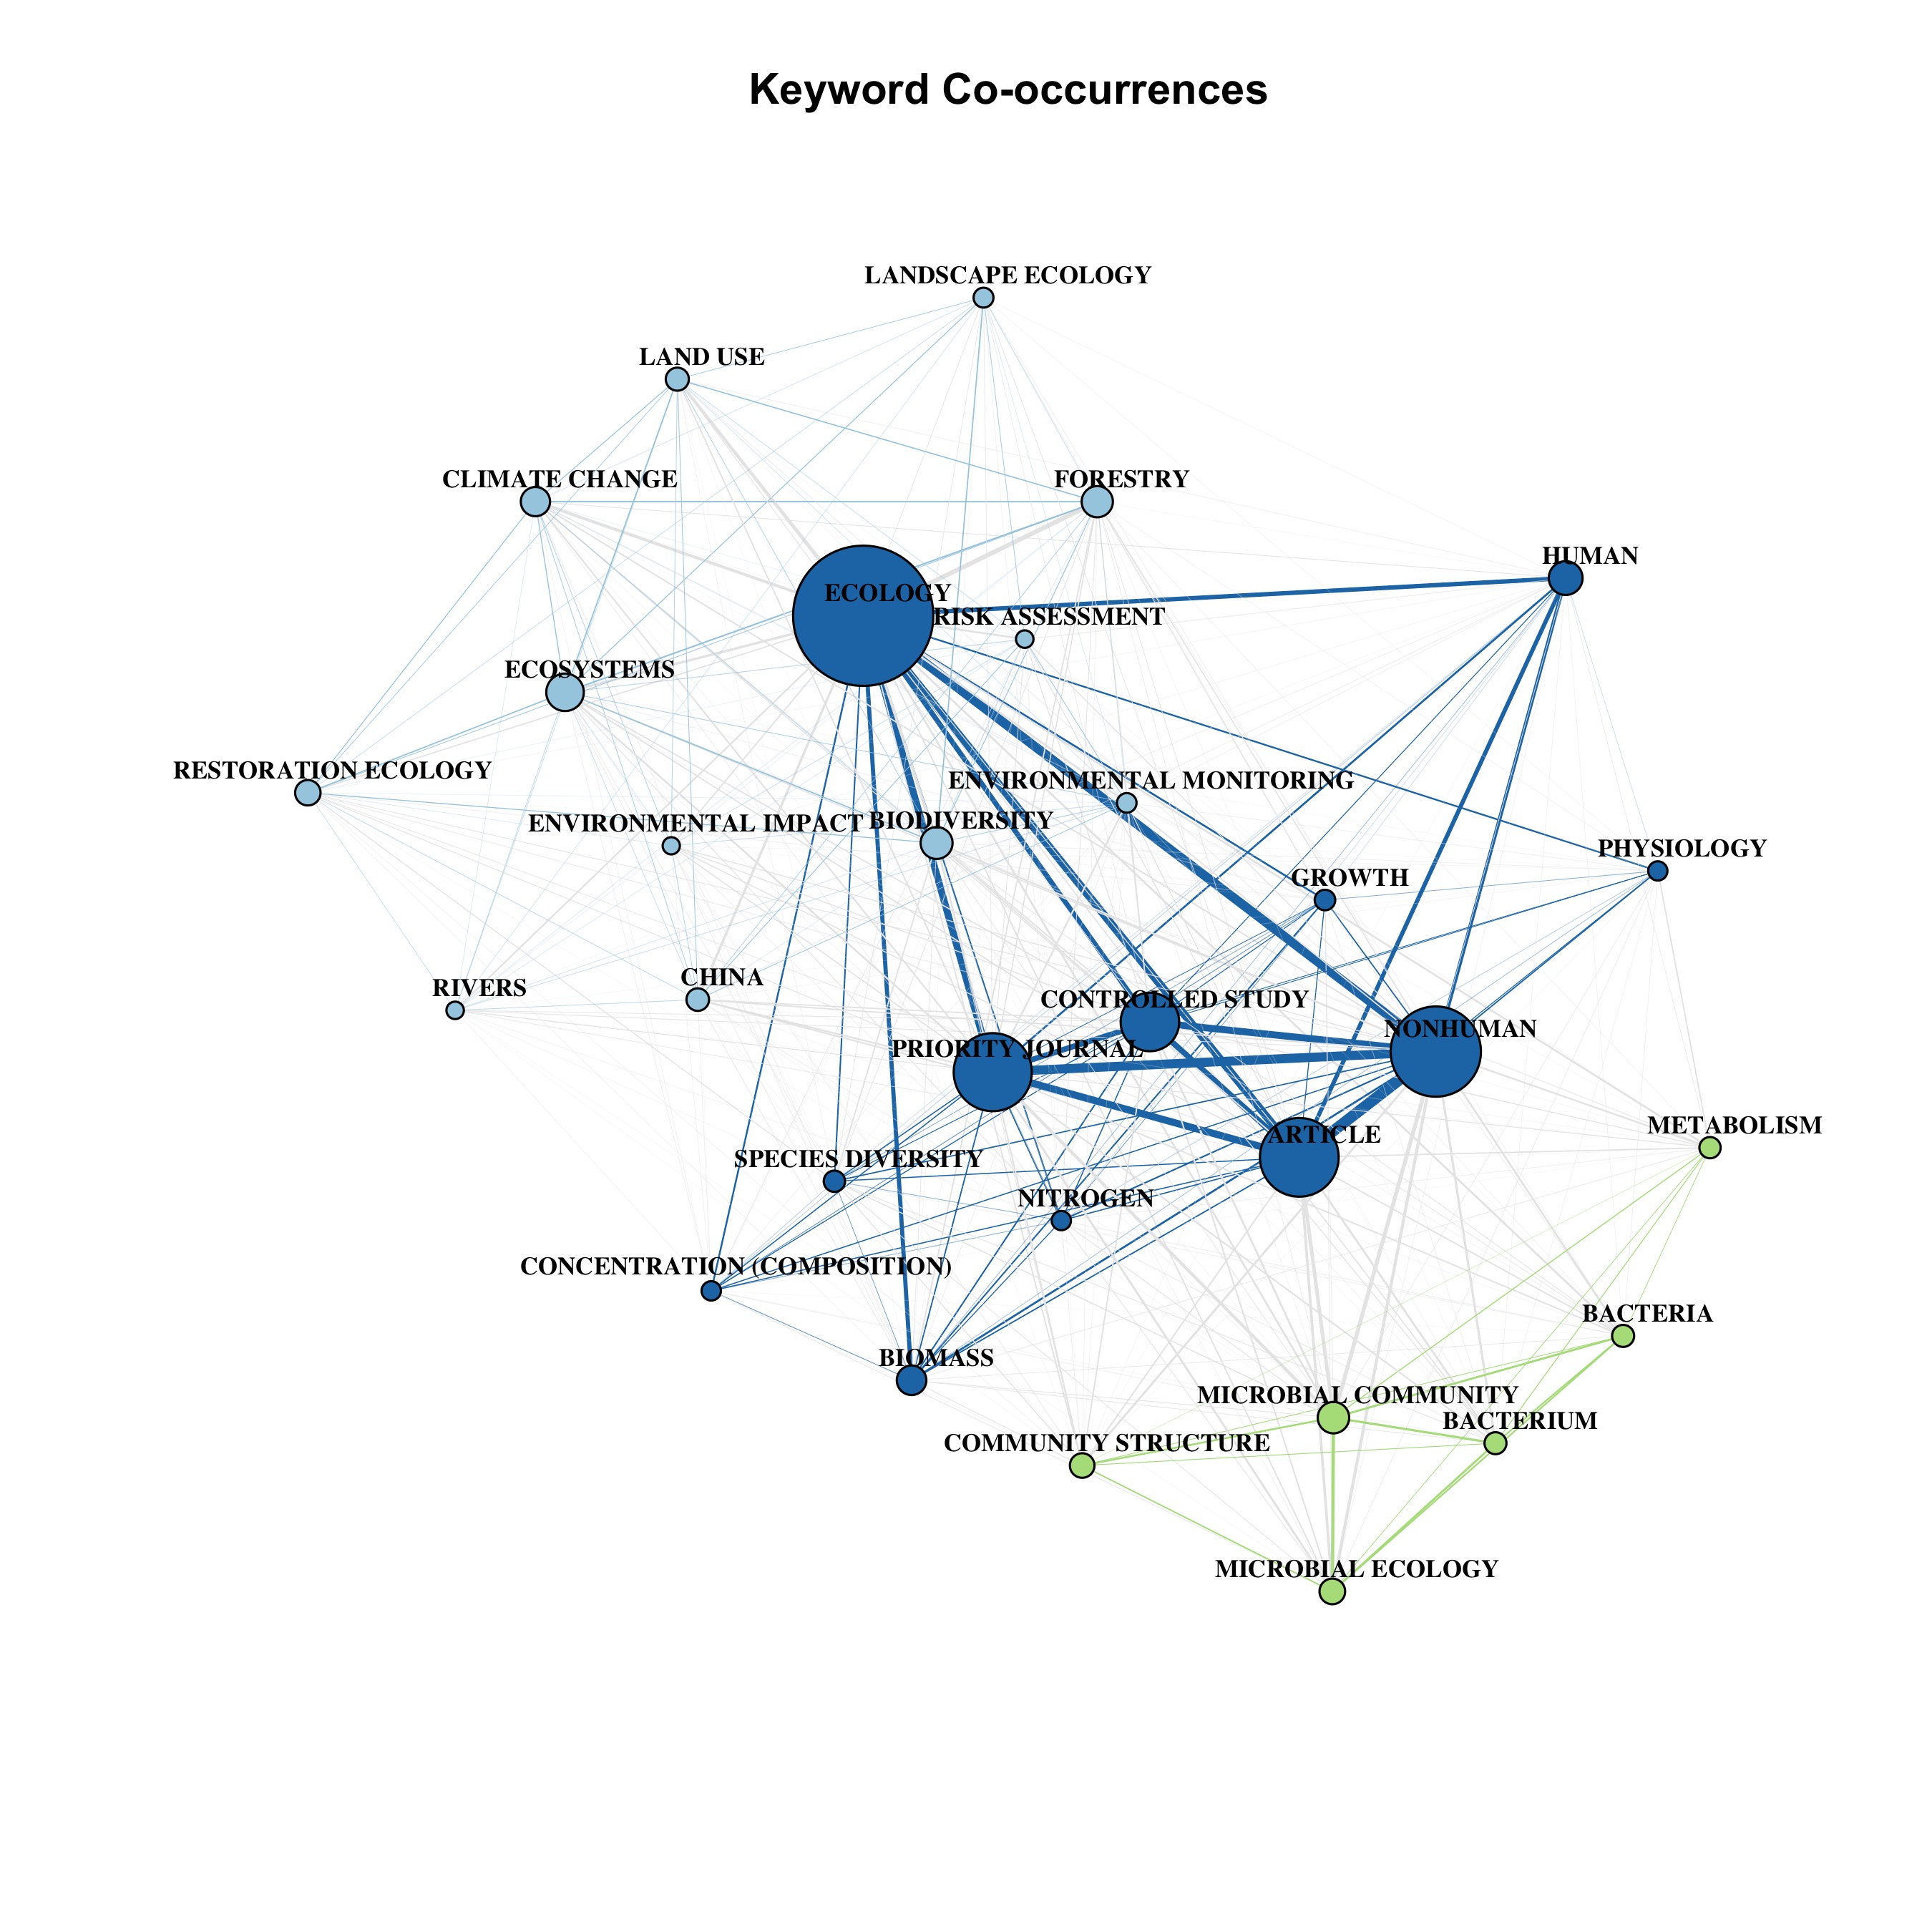 Keyword Co-occurrences
LANDSCAPE ECOLOGY
LAND USE
CLIMATE CHANGE
FORESTRY
HUMAN
ECOLOGY
RISK ASSESSMENT
ECOSYSTEMS
RESTORATION ECOLOGY
ENVIRONMENTAL MONITORING
ENVIRONMENTAL IMPACT
BIODIVERSITY
PHYSIOLOGY
GROWTH
CHINA
RIVERS
CONTROLLED STUDY
NONHUMAN
PRIORITY JOURNAL
METABOLISM
ARTICLE
SPECIES DIVERSITY
NITROGEN
CONCENTRATION (COMPOSITION)
BACTERIA
BIOMASS
MICROBIAL COMMUNITY
BACTERIUM
COMMUNITY STRUCTURE
MICROBIAL ECOLOGY